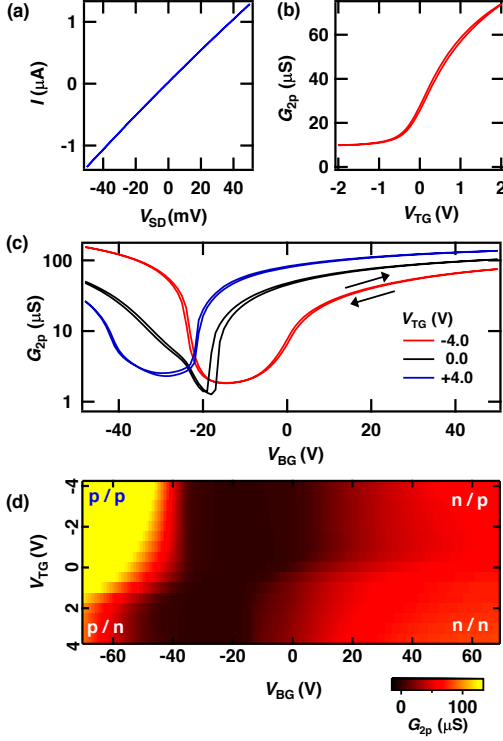 (a)
I (μA)
1
0
-1
-40 -20 0 20 40
V_SD (mV)
(b)
G_2p (μS)
80
60
40
20
0
-2 -1 0 1 2
V_TG (V)
(c)
G_2p (μS)
100
10
1
V_TG (V)
-4.0
0.0
+4.0
-40 -20 0 20 40
V_BG (V)
(d)
V_TG (V)
-4
-2
0
2
4
p / p
n / p
p / n
n / n
-60 -40 -20 0 20 40 60
V_BG (V)
0 100
G_2p (μS)